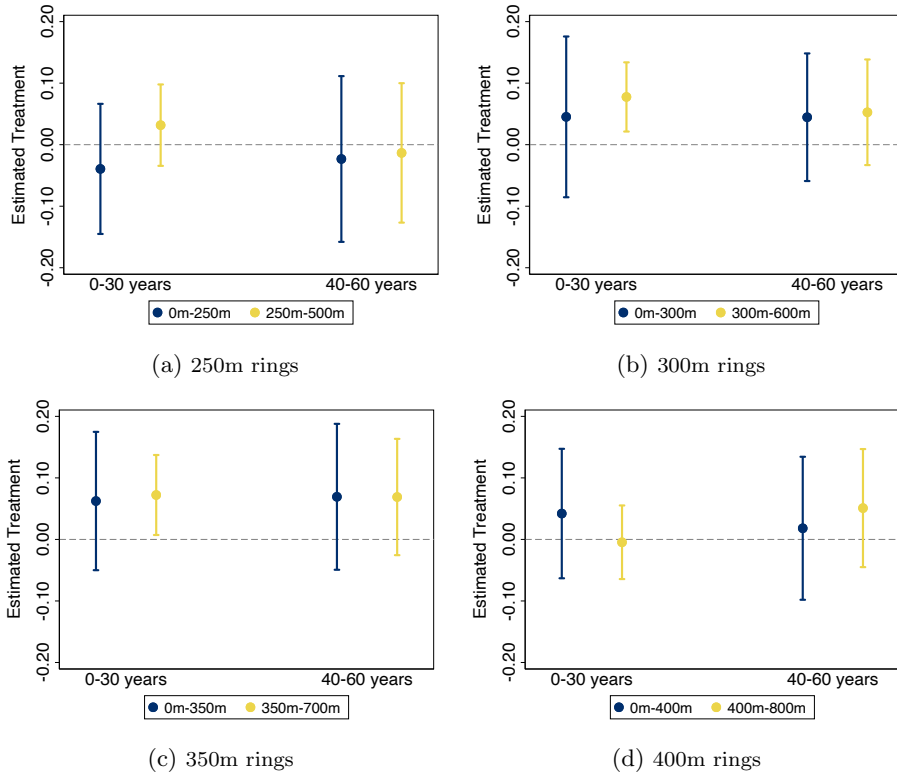 Estimated Treatment
0.20
0.10
0.00
-0.10
-0.20
0-30 years
40-60 years
0m-250m 250m-500m
(a) 250m rings
Estimated Treatment
0.20
0.10
0.00
-0.10
-0.20
0-30 years
40-60 years
0m-300m 300m-600m
(b) 300m rings
Estimated Treatment
0.20
0.10
0.00
-0.10
-0.20
0-30 years
40-60 years
0m-350m 350m-700m
(c) 350m rings
Estimated Treatment
0.20
0.10
0.00
-0.10
-0.20
0-30 years
40-60 years
0m-400m 400m-800m
(d) 400m rings